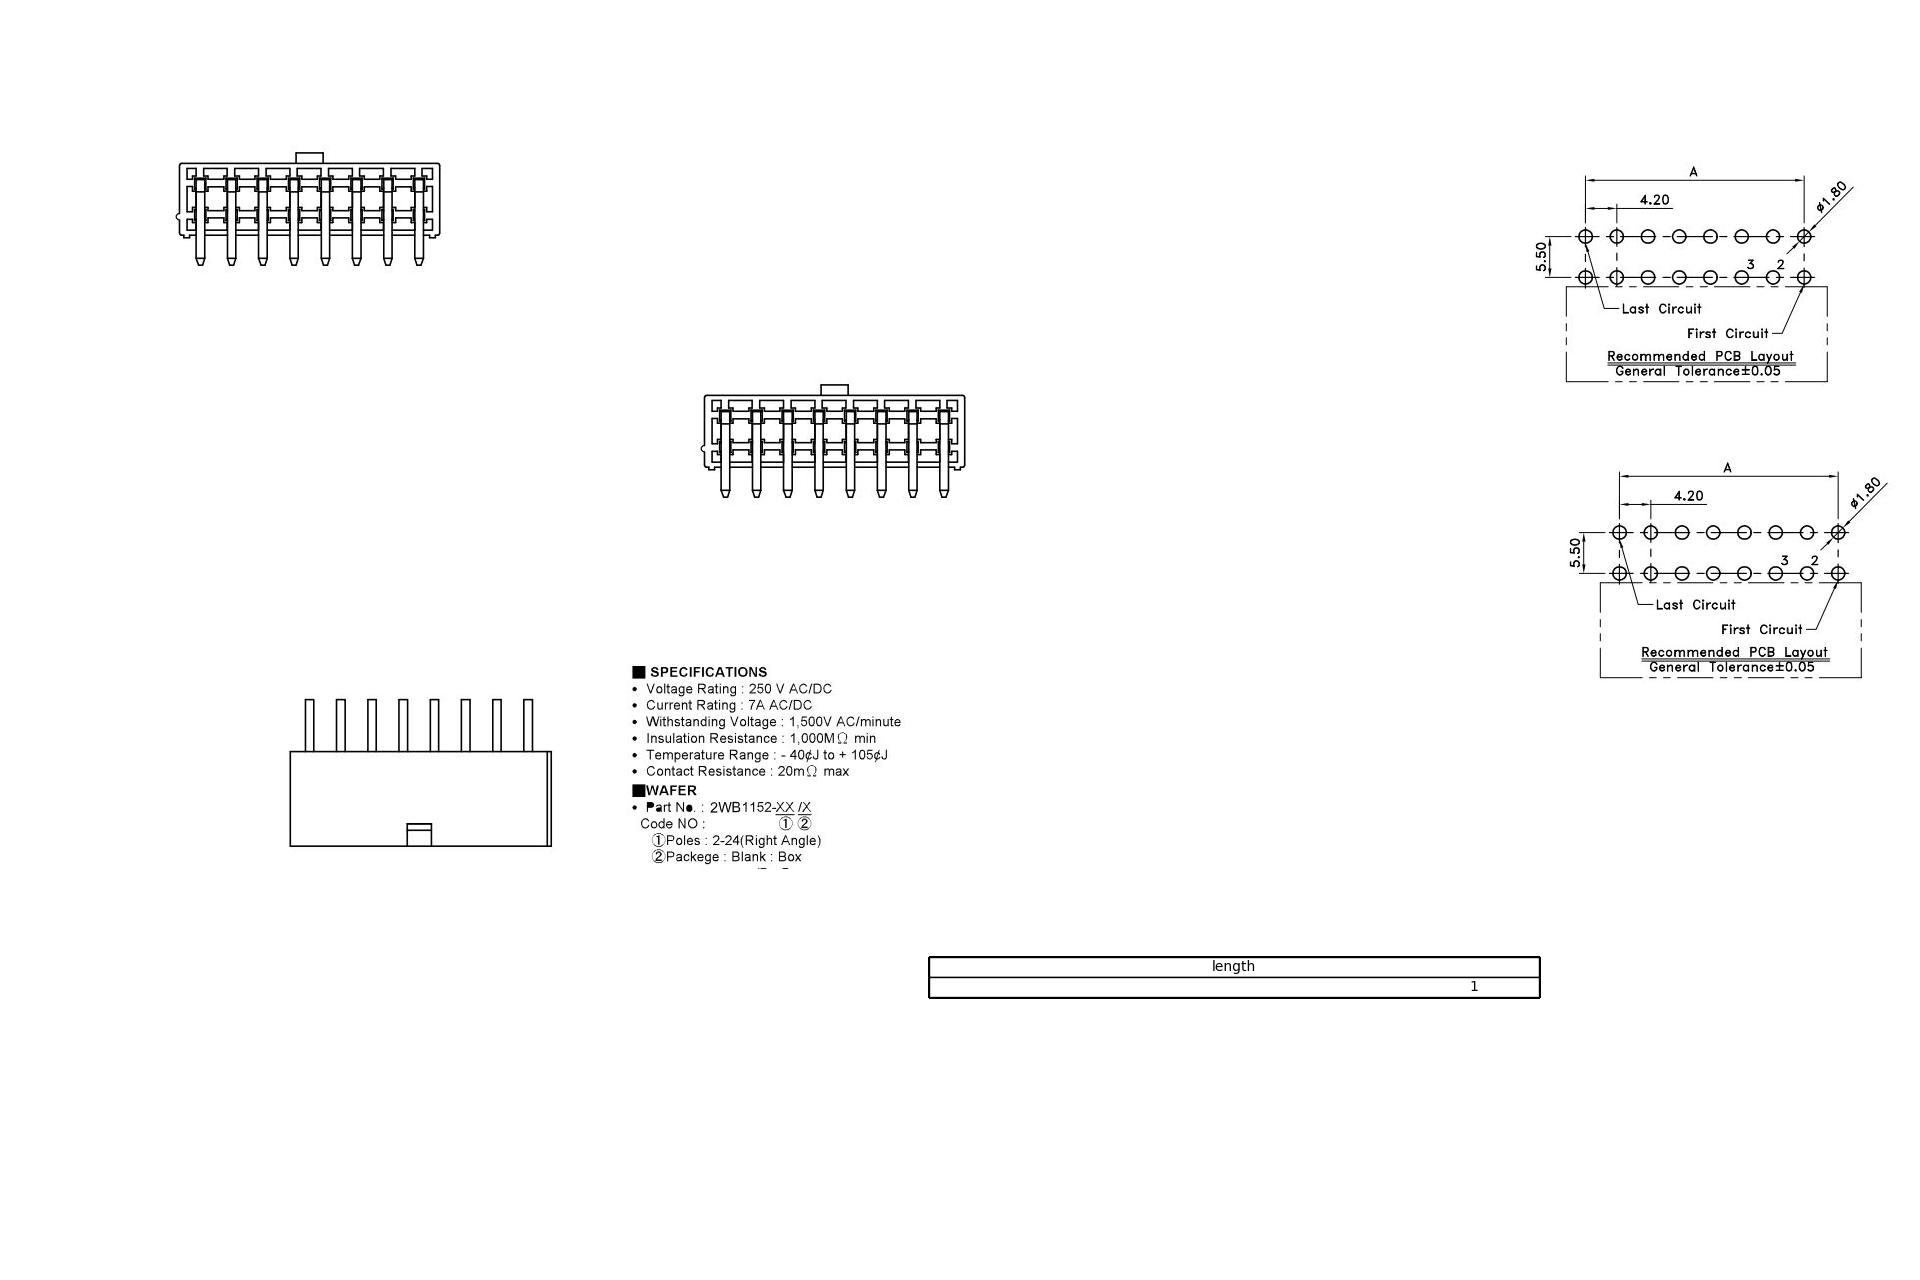 A
4.20
ø1.80
5.50
3 2
Last Circuit
First Circuit
Recommended PCB Layout
General Tolerance±0.05
A
4.20
ø1.80
5.50
3 2
Last Circuit
First Circuit
Recommended PCB Layout
General Tolerance±0.05
■ SPECIFICATIONS
• Voltage Rating : 250 V AC/DC
• Current Rating : 7A AC/DC
• Withstanding Voltage : 1,500V AC/minute
• Insulation Resistance : 1,000MΩ min
• Temperature Range : - 40¢J to + 105¢J
• Contact Resistance : 20mΩ max
■WAFER
• Part No. : 2WB1152-XX /X
Code NO : ① ②
①Poles : 2-24(Right Angle)
②Packege : Blank : Box
length
1